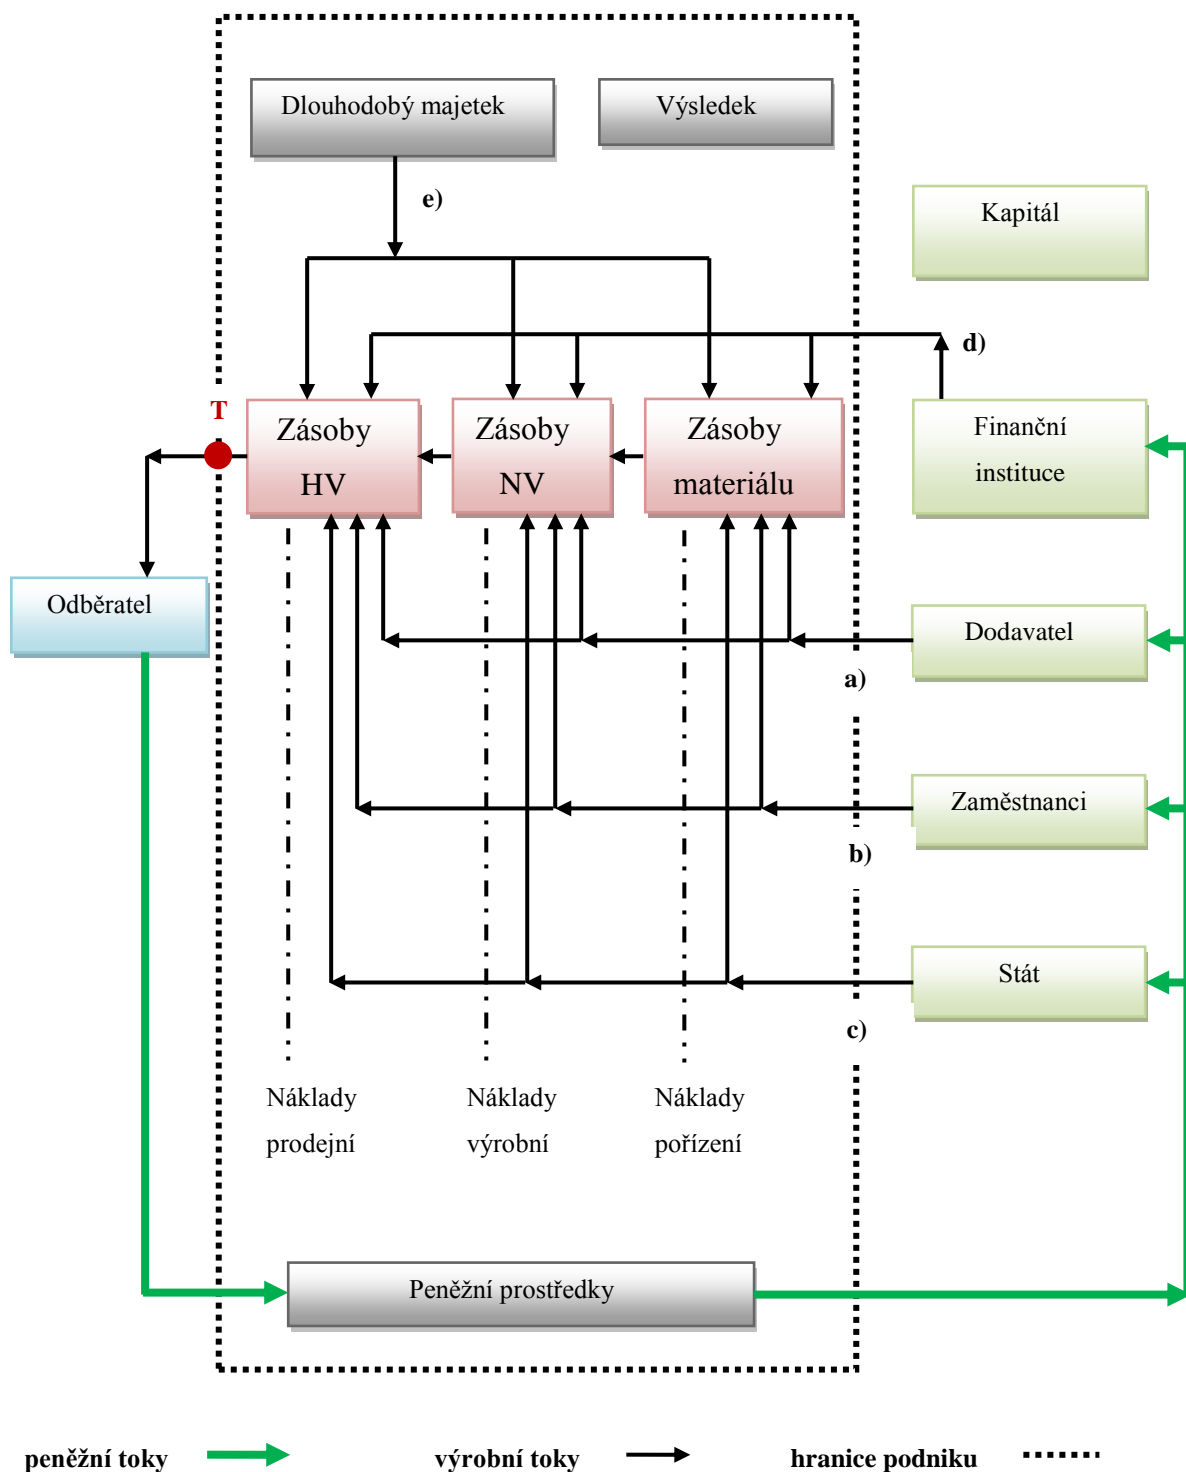 Dlouhodobý majetek
Výsledek
e)
Kapitál
d)
T
Zásoby
HV
Zásoby
NV
Zásoby
materiálu
Finanční
instituce
Odběratel
Dodavatel
a)
Zaměstnanci
b)
Stát
c)
Náklady
prodejní
Náklady
výrobní
Náklady
pořízení
Peněžní prostředky
peněžní toky
výrobní toky
hranice podniku